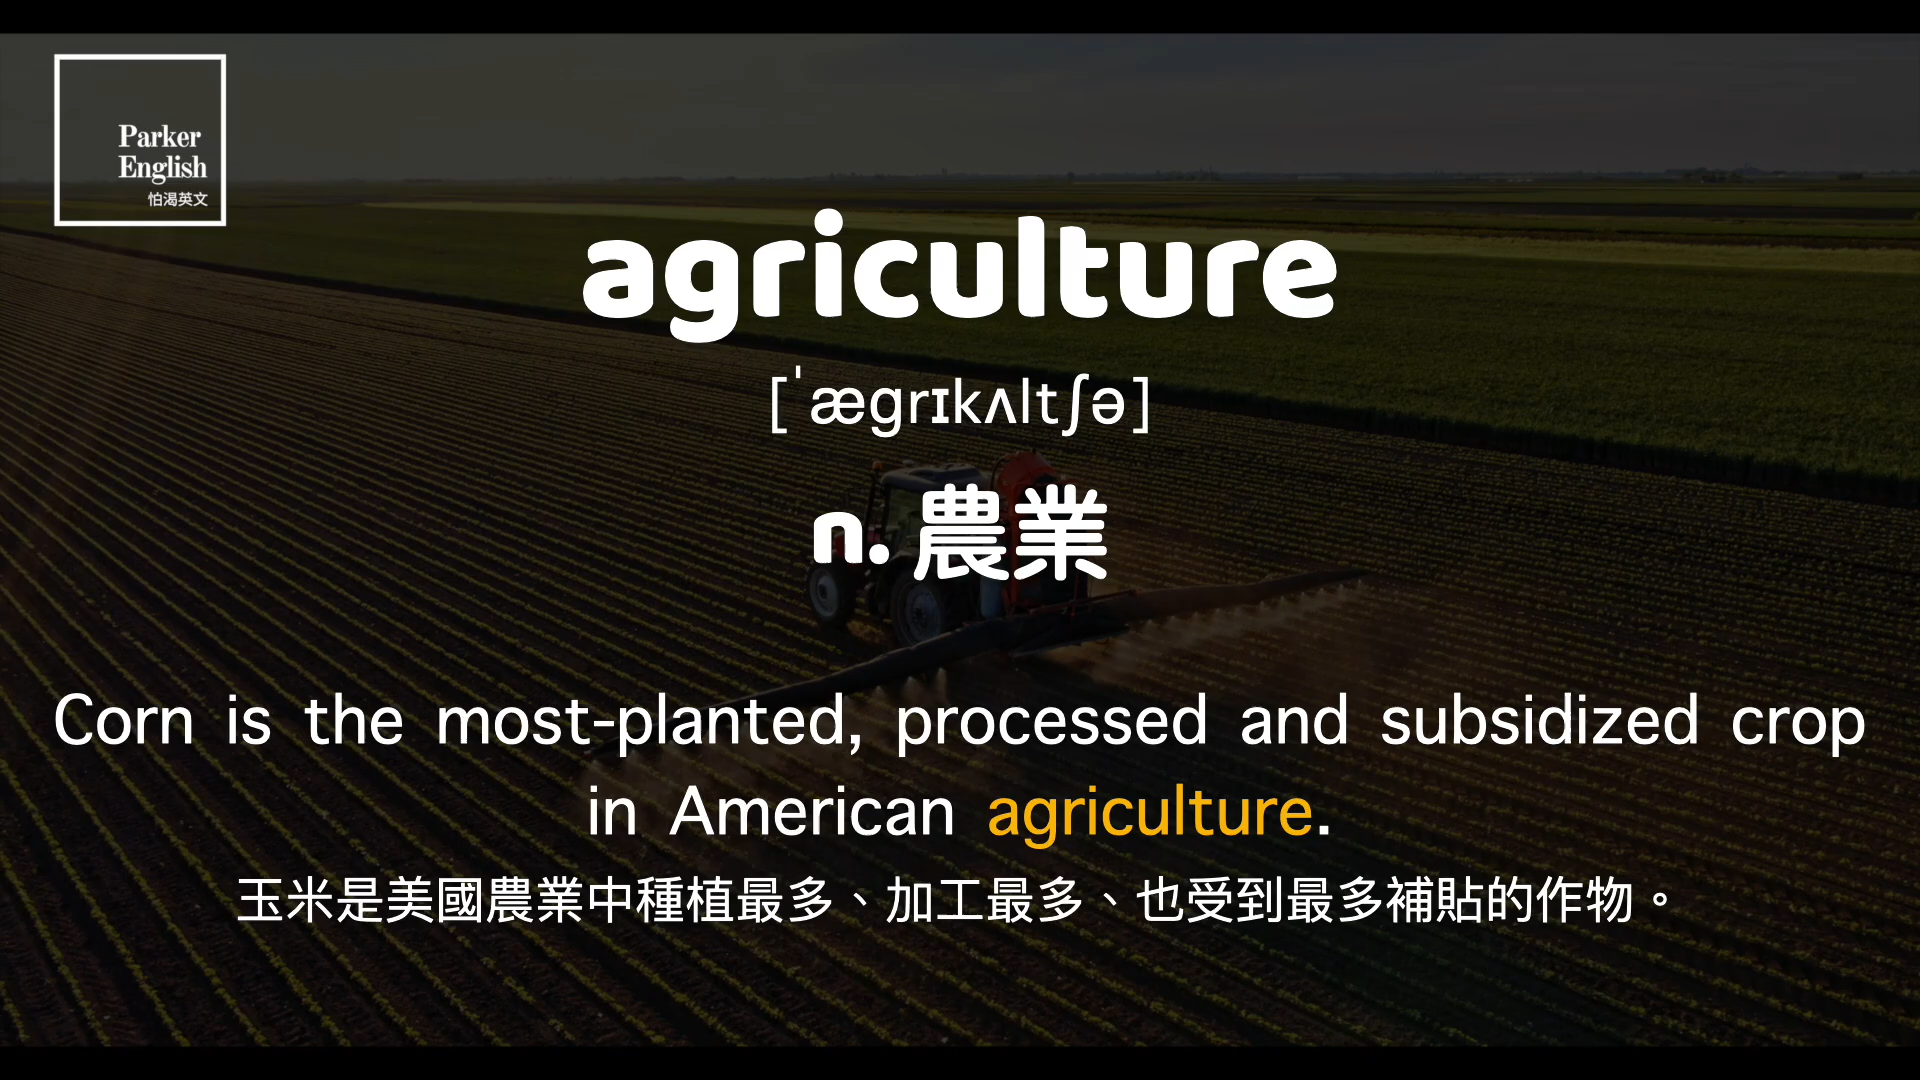 Parker
English
怕渴英文
agriculture
[ˈægrɪkʌltʃə]
n. 農業
Corn is the most-planted, processed and subsidized crop
in American agriculture.
玉米是美國農業中種植最多、加工最多、也受到最多補貼的作物。